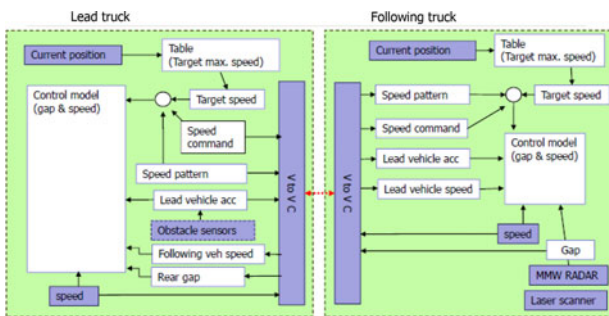 Lead truck
Current position
Table
(Target max. speed)
Control model
(gap & speed)
Target speed
Speed
command
Speed pattern
Lead vehicle acc
Obstacle sensors
Following veh speed
Rear gap
speed
V to V C
Following truck
Current position
Table
(Target max. speed)
Speed pattern
Target speed
Speed command
Control model
(gap & speed)
Lead vehicle acc
Lead vehicle speed
speed
Gap
MMW RADAR
Laser scanner
V to V C